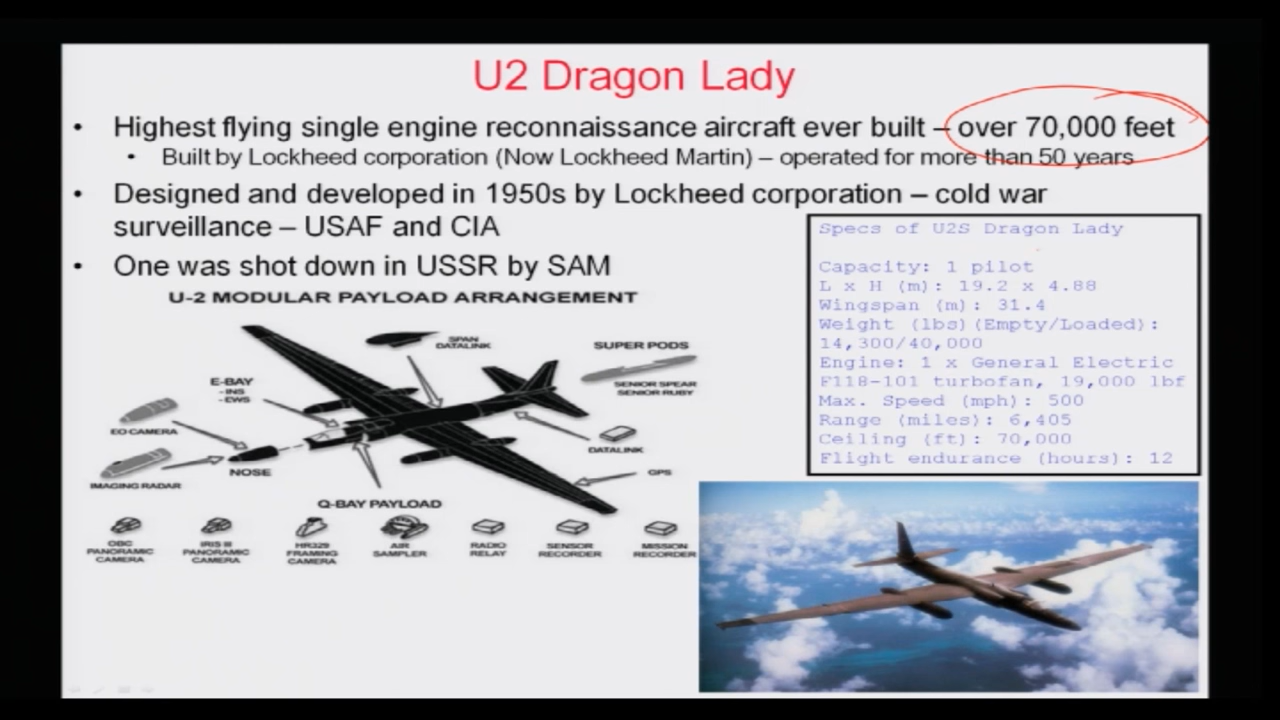 U2 Dragon Lady
• Highest flying single engine reconnaissance aircraft ever built – over 70,000 feet
• Built by Lockheed corporation (Now Lockheed Martin) – operated for more than 50 years
• Designed and developed in 1950s by Lockheed corporation – cold war
surveillance – USAF and CIA
• One was shot down in USSR by SAM
Specs of U2S Dragon Lady
Capacity: 1 pilot
L x H (m): 19.2 x 4.88
Wingspan (m): 31.4
Weight (lbs)(Empty/Loaded):
14,300/40,000
Engine: 1 x General Electric
F118-101 turbofan, 19,000 lbf
Max. Speed (mph): 500
Range (miles): 6,405
Ceiling (ft): 70,000
Flight endurance (hours): 12
U-2 MODULAR PAYLOAD ARRANGEMENT
SPAN
DATALINK
SUPER PODS
SENIOR SPEAR
SENIOR RUBY
E-BAY
- INS
- EWS
EO CAMERA
IMAGING RADAR
NOSE
DATALINK
GPS
Q-BAY PAYLOAD
OBC
PANORAMIC
CAMERA
IRIS III
PANORAMIC
CAMERA
HR329
FRAMING
CAMERA
AIR
SAMPLER
RADIO
RELAY
SENSOR
RECORDER
MISSION
RECORDER